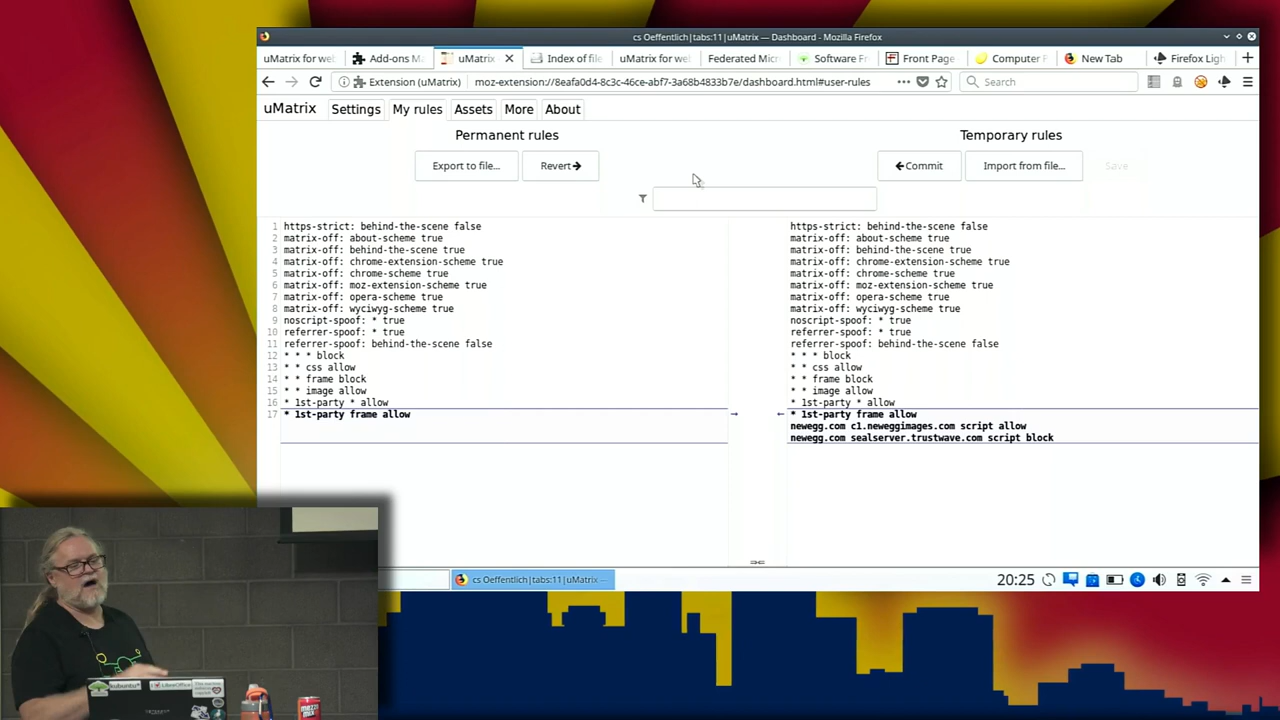 cs Oeffentlich|tabs:11|uMatrix — Dashboard - Mozilla Firefox
uMatrix for we
Add-ons M
uMatrix
Index of file
uMatrix for wel
Federated Micr
Software Fr
Front Page
Computer F
New Tab
Firefox Ligh
Extension (uMatrix)
moz-extension://8eafa0d4-8c3c-46ce-abf7-3a68b4833b7e/dashboard.html#user-rules
Search
uMatrix
Settings
My rules
Assets
More
About
Permanent rules
Temporary rules
Export to file...
Revert
Commit
Import from file...
Save
1 https-strict: behind-the-scene false
2 matrix-off: about-scheme true
3 matrix-off: behind-the-scene true
4 matrix-off: chrome-extension-scheme true
5 matrix-off: chrome-scheme true
6 matrix-off: moz-extension-scheme true
7 matrix-off: opera-scheme true
8 matrix-off: wyciwyg-scheme true
9 noscript-spoof: * true
10 referrer-spoof: * true
11 referrer-spoof: behind-the-scene false
12 * * * block
13 * * css allow
14 * * frame block
15 * * image allow
16 * 1st-party * allow
17 * 1st-party frame allow
https-strict: behind-the-scene false
matrix-off: about-scheme true
matrix-off: behind-the-scene true
matrix-off: chrome-extension-scheme true
matrix-off: chrome-scheme true
matrix-off: moz-extension-scheme true
matrix-off: opera-scheme true
matrix-off: wyciwyg-scheme true
noscript-spoof: * true
referrer-spoof: * true
referrer-spoof: behind-the-scene false
* * * block
* * css allow
* * frame block
* * image allow
* 1st-party * allow
* 1st-party frame allow
newegg.com c1.neweggimages.com script allow
newegg.com sealserver.trustwave.com script block
cs Oeffentlich|tabs:11|uMatrix —
20:25
kubuntu
LibreOffice